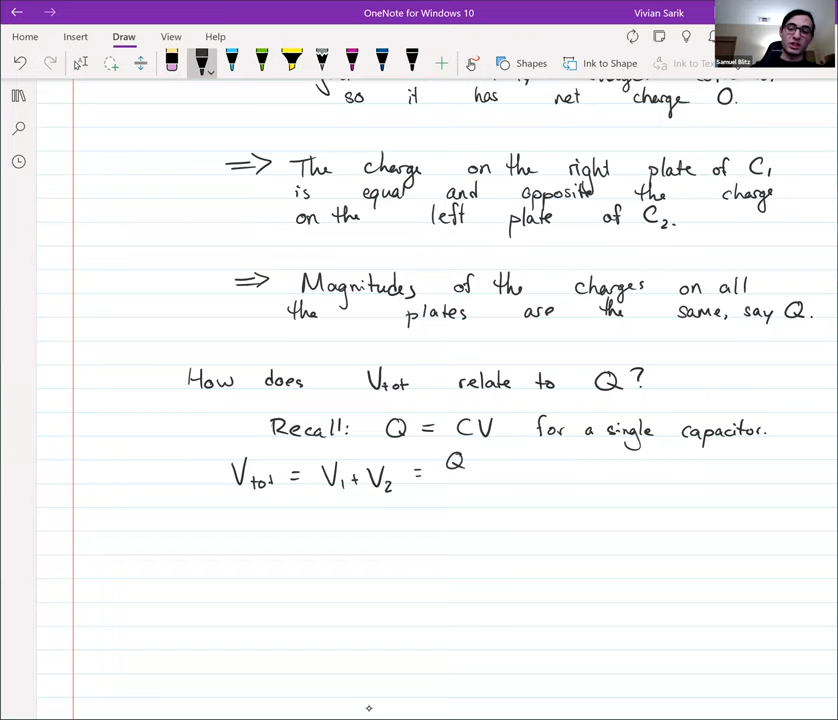 OneNote for Windows 10
Vivian Sarik
Home Insert Draw View Help
Shapes Ink to Shape Ink to Tex
Samuel Blitz
so it has net charge 0.
⇒ The charge on the right plate of C₁
is equal and opposite the charge
on the left plate of C₂.
⇒ Magnitudes of the charges on all
the plates are the same, say Q.
How does Vtot relate to Q?
Recall: Q = CV for a single capacitor.
Vtot = V₁ + V₂ = Q